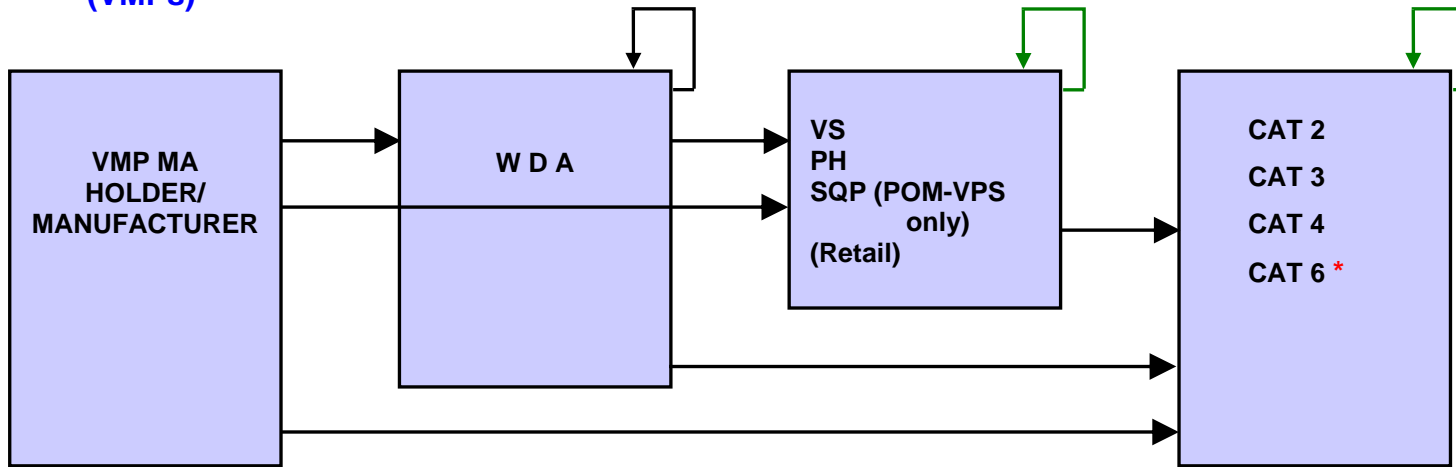 (VMPs)
VMP MA
HOLDER/
MANUFACTURER
W D A
VS
PH
SQP (POM-VPS
only)
(Retail)
CAT 2
CAT 3
CAT 4
CAT 6 *